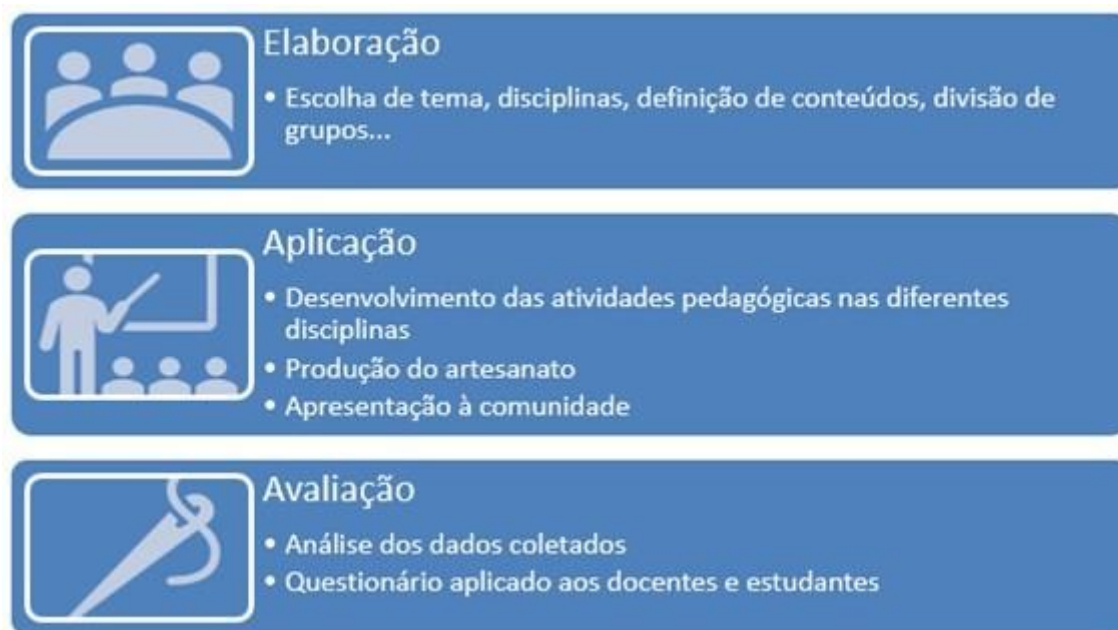 Elaboração
• Escolha de tema, disciplinas, definição de conteúdos, divisão de
grupos...
Aplicação
• Desenvolvimento das atividades pedagógicas nas diferentes
disciplinas
• Produção do artesanato
• Apresentação à comunidade
Avaliação
• Análise dos dados coletados
• Questionário aplicado aos docentes e estudantes